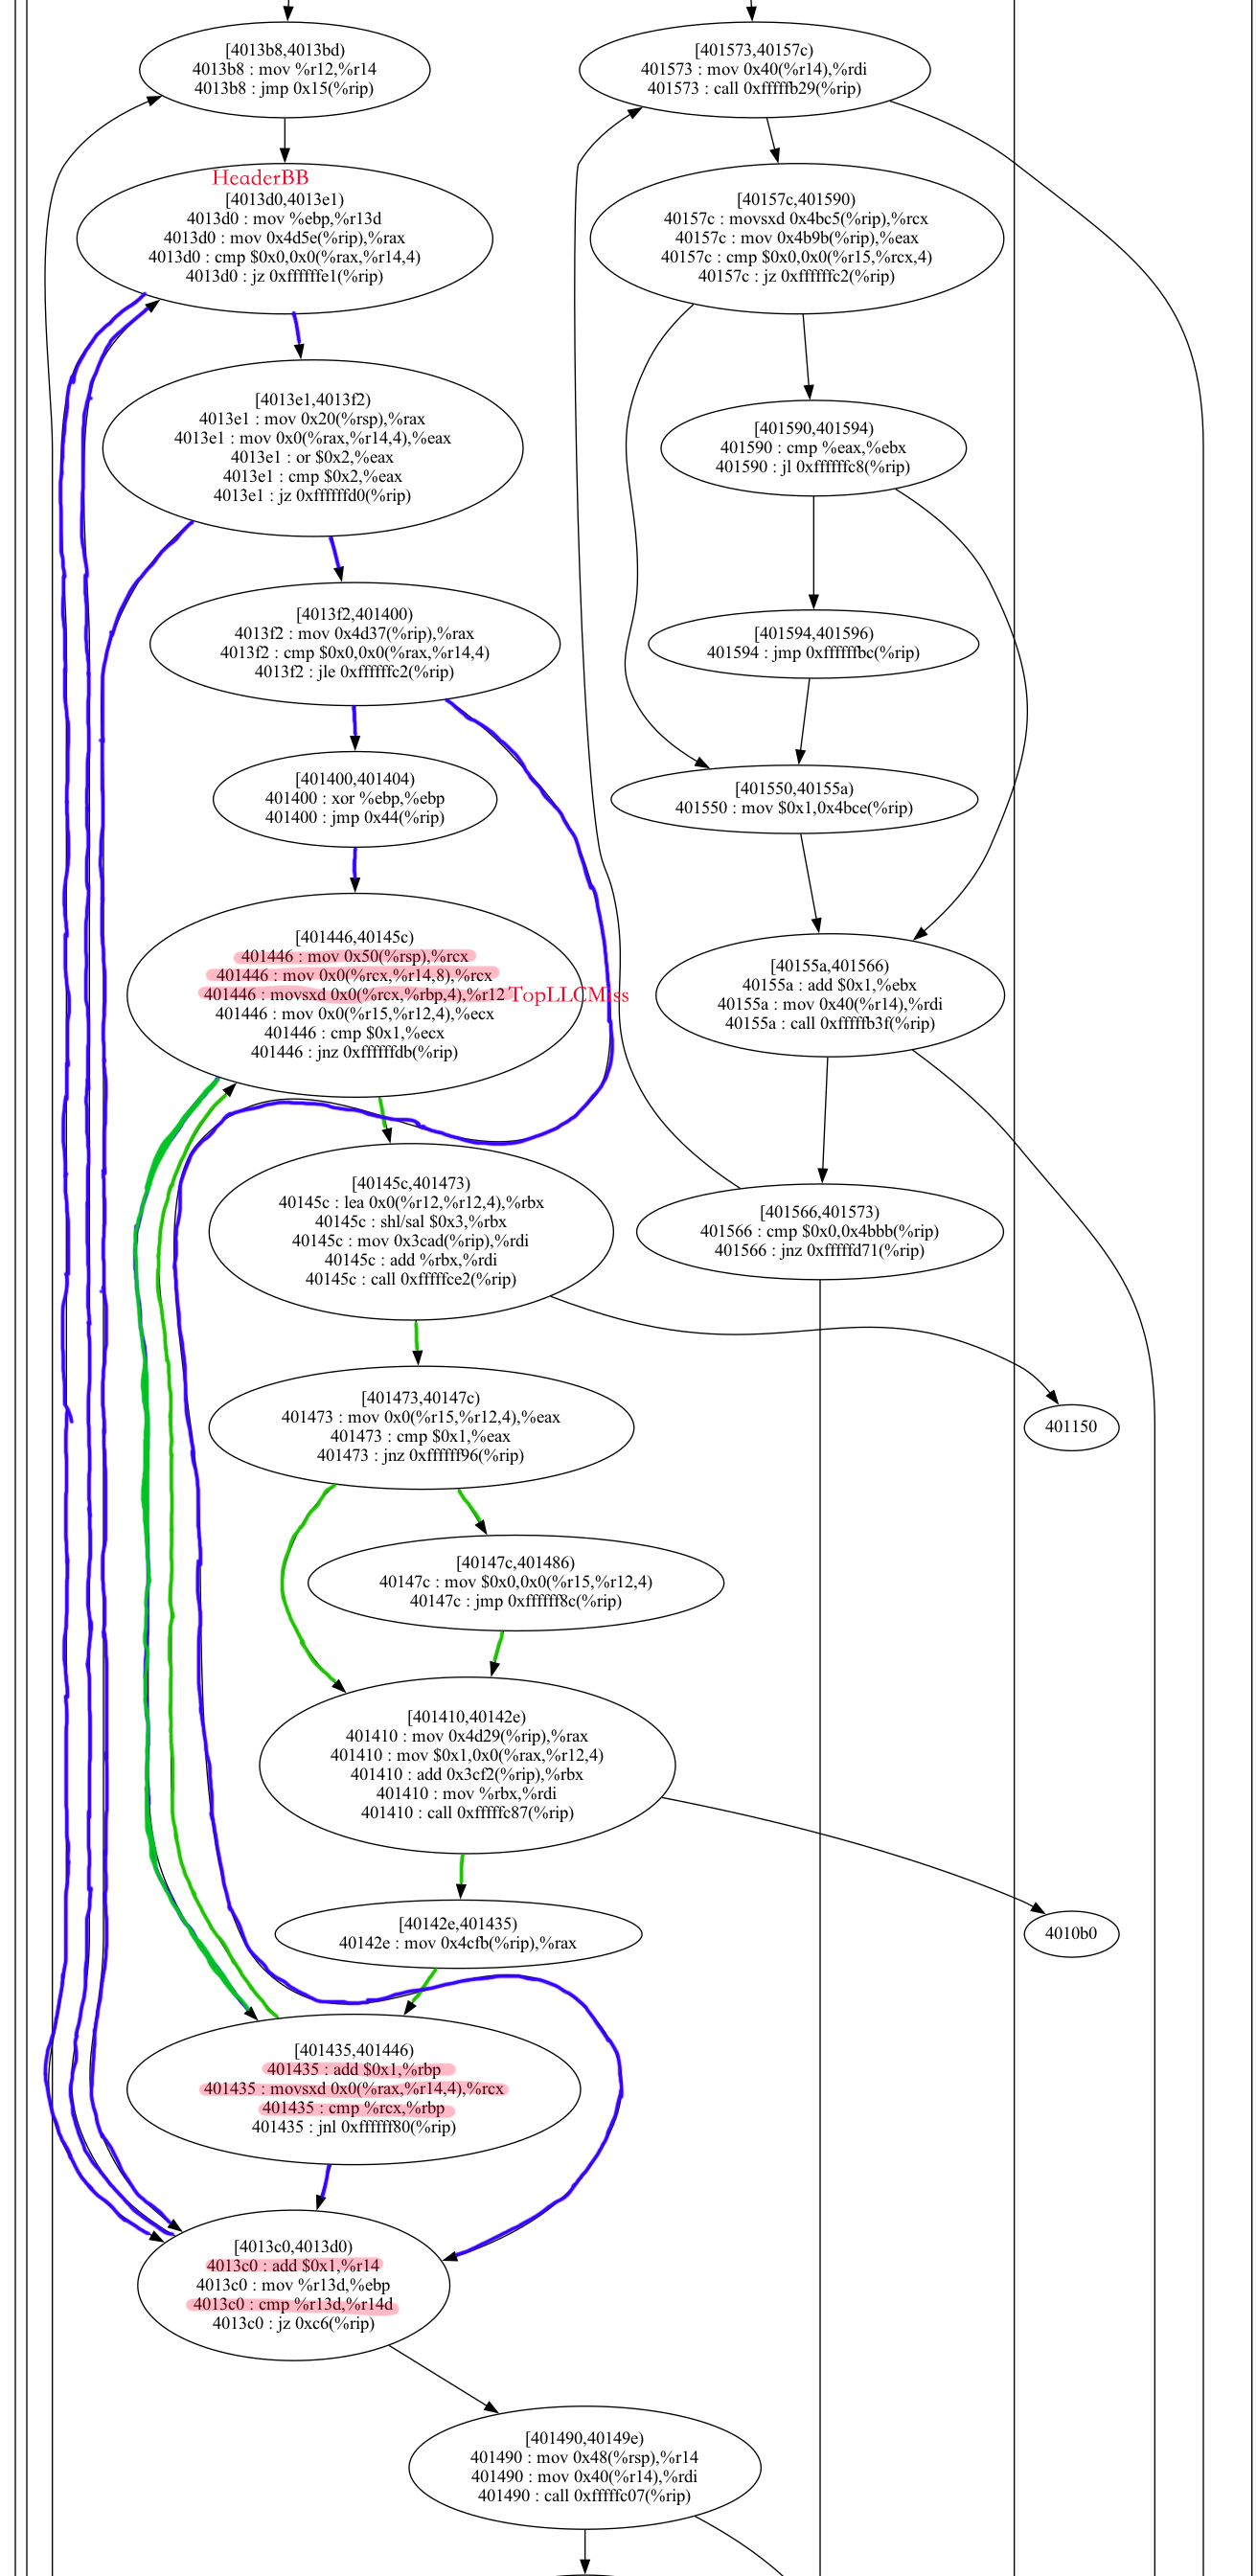 [4013b8,4013bd)
4013b8 : mov %r12,%r14
4013b8 : jmp 0x15(%rip)
HeaderBB
[4013d0,4013e1)
4013d0 : mov %ebp,%r13d
4013d0 : mov 0x4d5e(%rip),%rax
4013d0 : cmp $0x0,0x0(%rax,%r14,4)
4013d0 : jz 0xffffffe1(%rip)
[4013e1,4013f2)
4013e1 : mov 0x20(%rsp),%rax
4013e1 : mov 0x0(%rax,%r14,4),%eax
4013e1 : or $0x2,%eax
4013e1 : cmp $0x2,%eax
4013e1 : jz 0xffffffd0(%rip)
[4013f2,401400)
4013f2 : mov 0x4d37(%rip),%rax
4013f2 : cmp $0x0,0x0(%rax,%r14,4)
4013f2 : jle 0xffffffc2(%rip)
[401400,401404)
401400 : xor %ebp,%ebp
401400 : jmp 0x44(%rip)
[401446,40145c)
401446 : mov 0x50(%rsp),%rcx
401446 : mov 0x0(%rcx,%r14,8),%rcx
401446 : movsxd 0x0(%rcx,%rbp,4),%r12 TopLLCMiss
401446 : mov 0x0(%r15,%r12,4),%ecx
401446 : cmp $0x1,%ecx
401446 : jnz 0xffffffdb(%rip)
[40145c,401473)
40145c : lea 0x0(%r12,%r12,4),%rbx
40145c : shl/sal $0x3,%rbx
40145c : mov 0x3cad(%rip),%rdi
40145c : add %rbx,%rdi
40145c : call 0xfffffce2(%rip)
[401473,40147c)
401473 : mov 0x0(%r15,%r12,4),%eax
401473 : cmp $0x1,%eax
401473 : jnz 0xffffff96(%rip)
[40147c,401486)
40147c : mov $0x0,0x0(%r15,%r12,4)
40147c : jmp 0xffffff8c(%rip)
[401410,40142e)
401410 : mov 0x4d29(%rip),%rax
401410 : mov $0x1,0x0(%rax,%r12,4)
401410 : add 0x3cf2(%rip),%rbx
401410 : mov %rbx,%rdi
401410 : call 0xfffffc87(%rip)
[40142e,401435)
40142e : mov 0x4cfb(%rip),%rax
[401435,401446)
401435 : add $0x1,%rbp
401435 : movsxd 0x0(%rax,%r14,4),%rcx
401435 : cmp %rcx,%rbp
401435 : jnl 0xffffff80(%rip)
[4013c0,4013d0)
4013c0 : add $0x1,%r14
4013c0 : mov %r13d,%ebp
4013c0 : cmp %r13d,%r14d
4013c0 : jz 0xc6(%rip)
[401490,40149e)
401490 : mov 0x48(%rsp),%r14
401490 : mov 0x40(%r14),%rdi
401490 : call 0xfffffc07(%rip)
[401573,40157c)
401573 : mov 0x40(%r14),%rdi
401573 : call 0xfffffb29(%rip)
[40157c,401590)
40157c : movsxd 0x4bc5(%rip),%rcx
40157c : mov 0x4b9b(%rip),%eax
40157c : cmp $0x0,0x0(%r15,%rcx,4)
40157c : jz 0xffffffc2(%rip)
[401590,401594)
401590 : cmp %eax,%ebx
401590 : jl 0xffffffc8(%rip)
[401594,401596)
401594 : jmp 0xffffffbc(%rip)
[401550,40155a)
401550 : mov $0x1,0x4bce(%rip)
[40155a,401566)
40155a : add $0x1,%ebx
40155a : mov 0x40(%r14),%rdi
40155a : call 0xfffffb3f(%rip)
[401566,401573)
401566 : cmp $0x0,0x4bbb(%rip)
401566 : jnz 0xfffffd71(%rip)
401150
4010b0